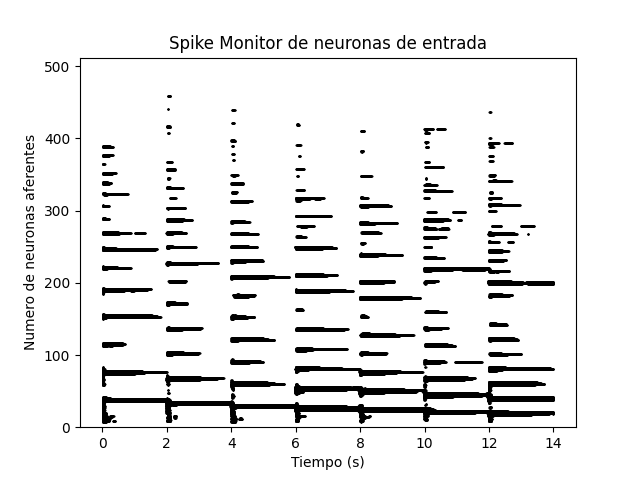 Spike Monitor de neuronas de entrada
Numero de neuronas aferentes
500
400
300
200
100
0
0 2 4 6 8 10 12 14
Tiempo (s)